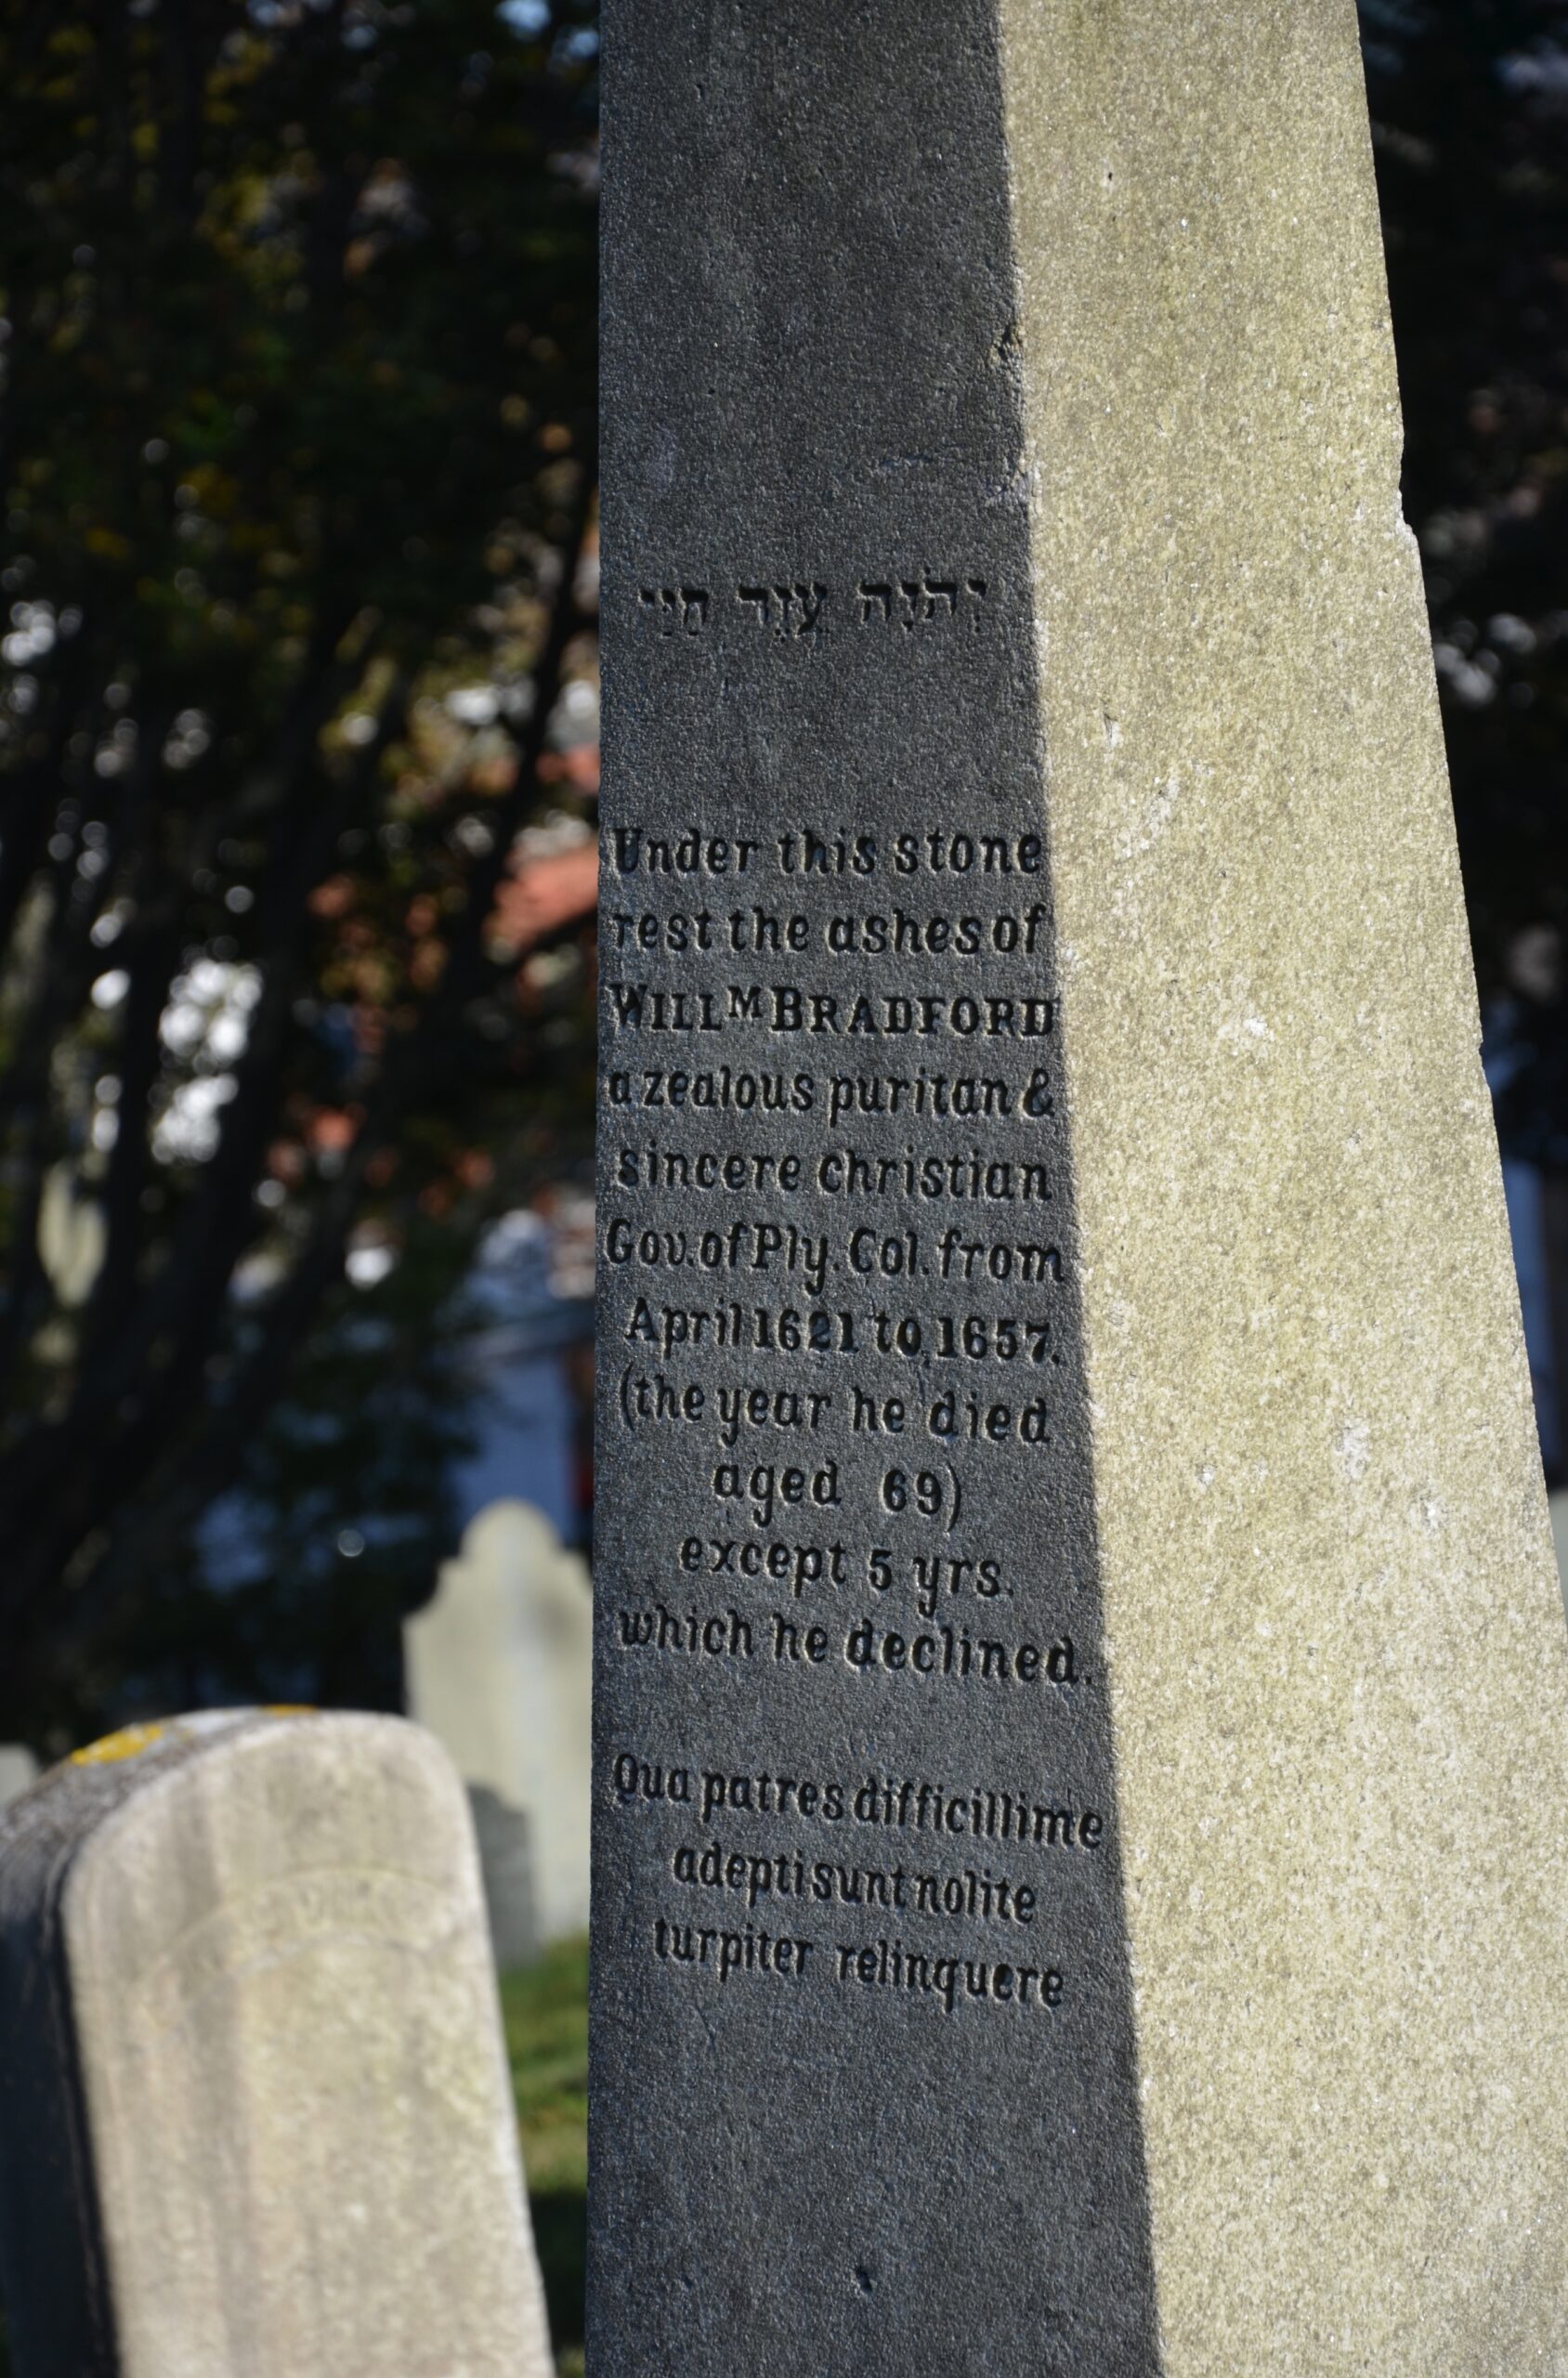 יְהֹוָה עֵזֶר חַיָּי
Under this stone
rest the ashes of
WILLM BRADFORD
a zealous puritan &
sincere christian
Gov. of Ply. Col. from
April 1621 to 1657.
(the year he died
aged 69)
except 5 yrs.
which he declined.
Qua patres difficillime
adepti sunt nolite
turpiter relinquere